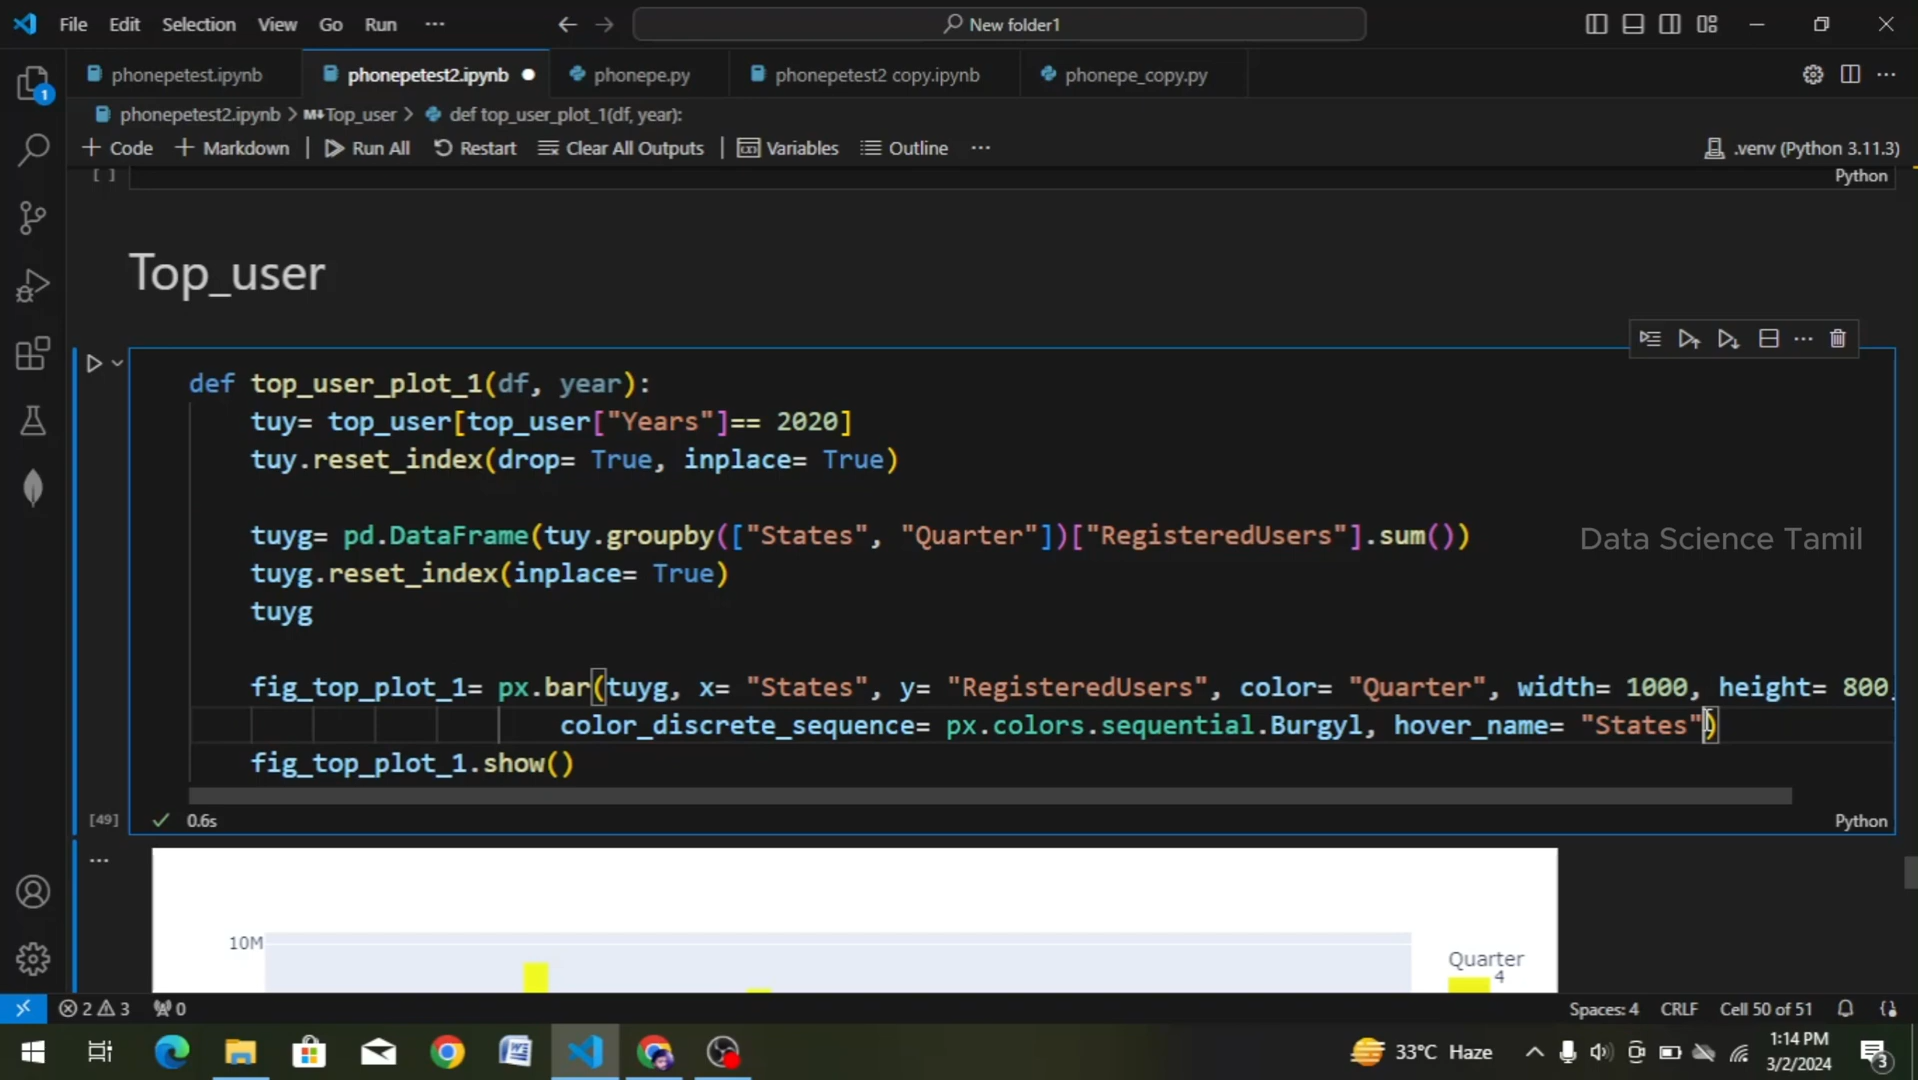 File Edit Selection View Go Run ··· New folder1
phonepetest.ipynb phonepetest2.ipynb phonepe.py phonepetest2 copy.ipynb phonepe_copy.py
1
phonepetest2.ipynb > M↓Top_user > def top_user_plot_1(df, year):
+ Code + Markdown | Run All Restart Clear All Outputs | Variables Outline ··· .venv (Python 3.11.3)
[ ] Python
Top_user
def top_user_plot_1(df, year):
tuy= top_user[top_user["Years"]== 2020]
tuy.reset_index(drop= True, inplace= True)
tuyg= pd.DataFrame(tuy.groupby(["States", "Quarter"])["RegisteredUsers"].sum())
Data Science Tamil
tuyg.reset_index(inplace= True)
tuyg
fig_top_plot_1= px.bar(tuyg, x= "States", y= "RegisteredUsers", color= "Quarter", width= 1000, height= 800,
color_discrete_sequence= px.colors.sequential.Burgyl, hover_name= "States")
fig_top_plot_1.show()
[49] 0.6s Python
10M
Quarter
4
2 3 0 Spaces: 4 CRLF Cell 50 of 51
33°C Haze 1:14 PM
3/2/2024
3